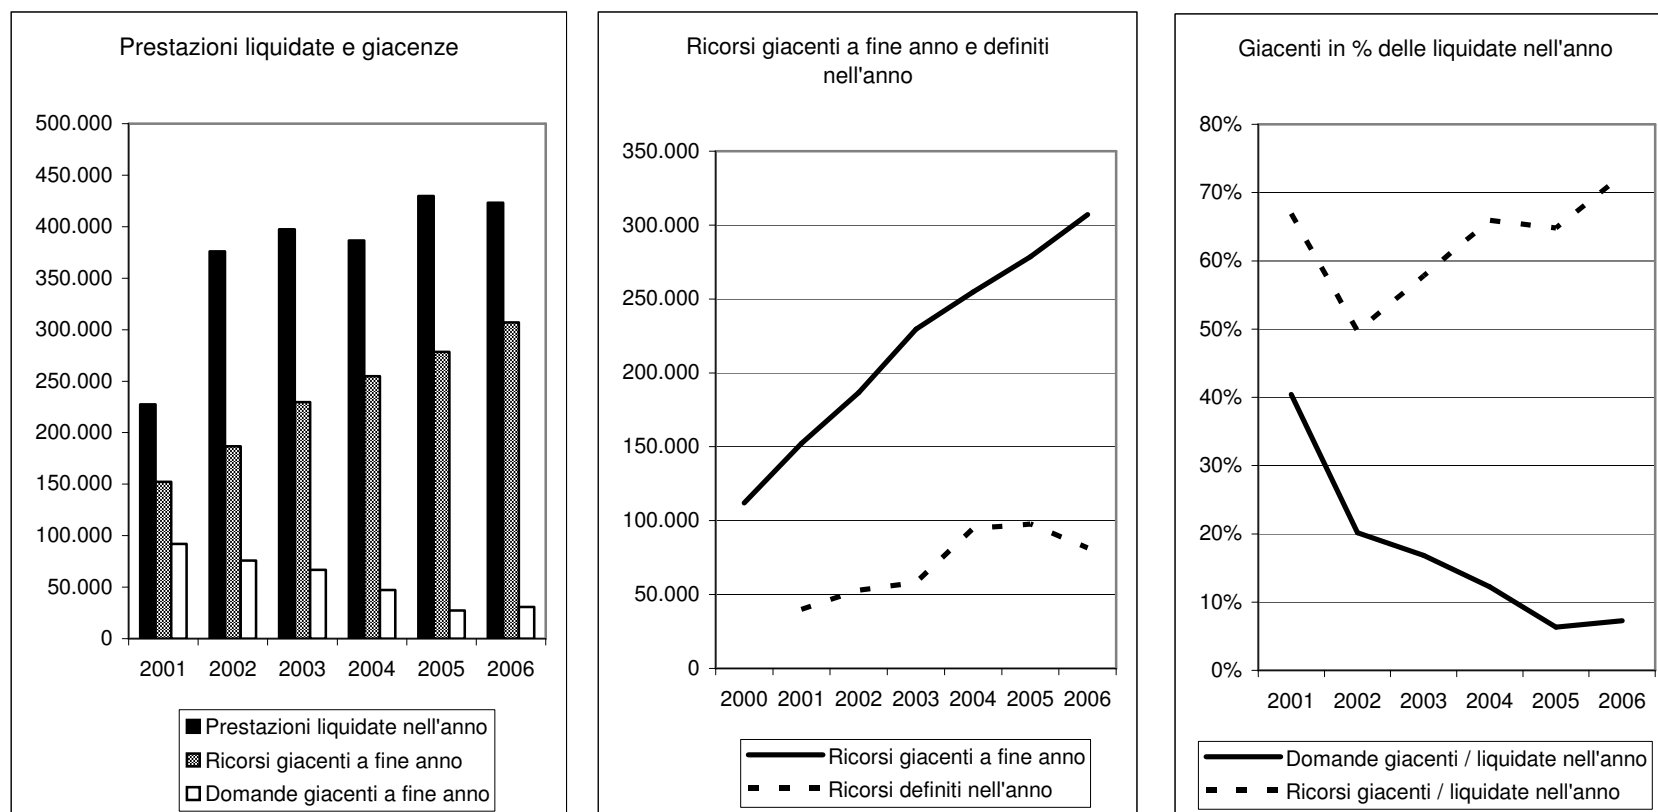 Prestazioni liquidate e giacenze
500.000
450.000
400.000
350.000
300.000
250.000
200.000
150.000
100.000
50.000
0
2001 2002 2003 2004 2005 2006
Prestazioni liquidate nell'anno
Ricorsi giacenti a fine anno
Domande giacenti a fine anno
Ricorsi giacenti a fine anno e definiti
nell'anno
350.000
300.000
250.000
200.000
150.000
100.000
50.000
0
2000 2001 2002 2003 2004 2005 2006
Ricorsi giacenti a fine anno
Ricorsi definiti nell'anno
Giacenti in % delle liquidate nell'anno
80%
70%
60%
50%
40%
30%
20%
10%
0%
2001 2002 2003 2004 2005 2006
Domande giacenti / liquidate nell'anno
Ricorsi giacenti / liquidate nell'anno